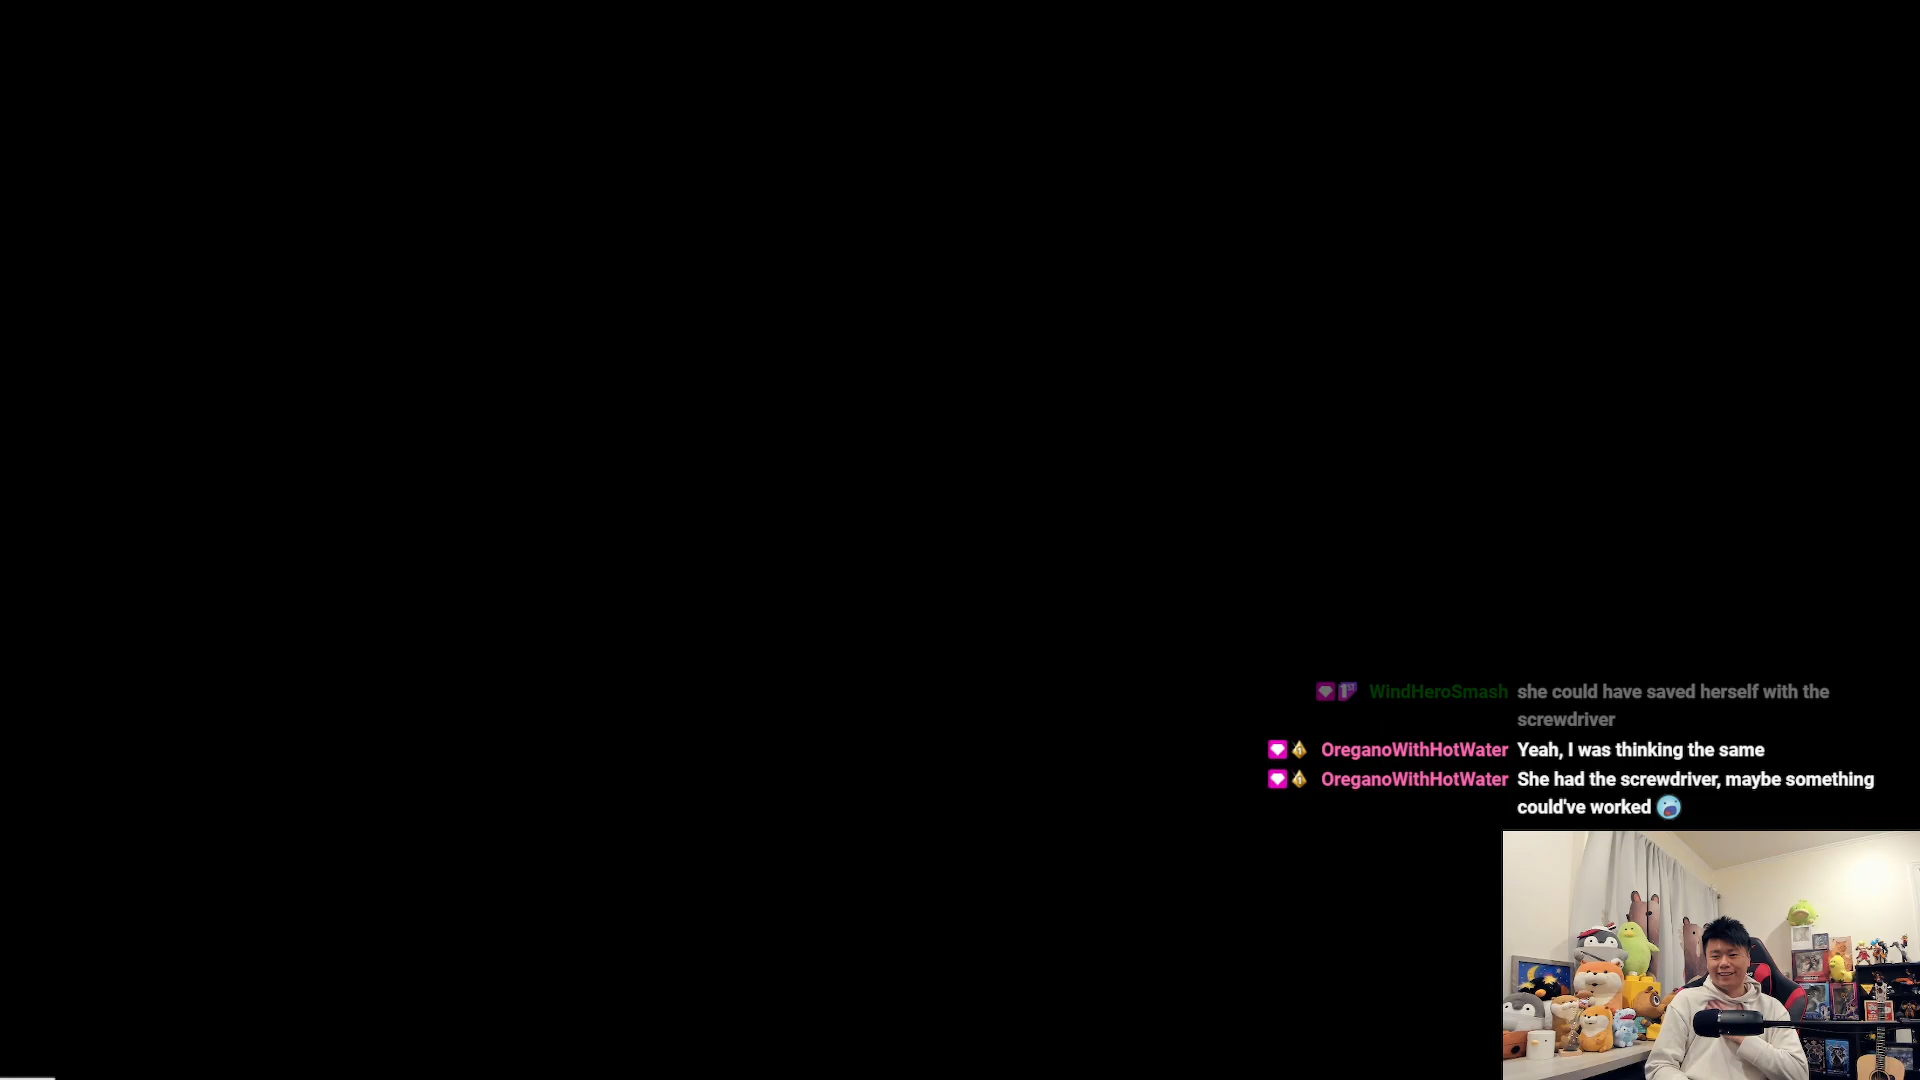 WindHeroSmash she could have saved herself with the
screwdriver
OreganoWithHotWater Yeah, I was thinking the same
OreganoWithHotWater She had the screwdriver, maybe something
could've worked